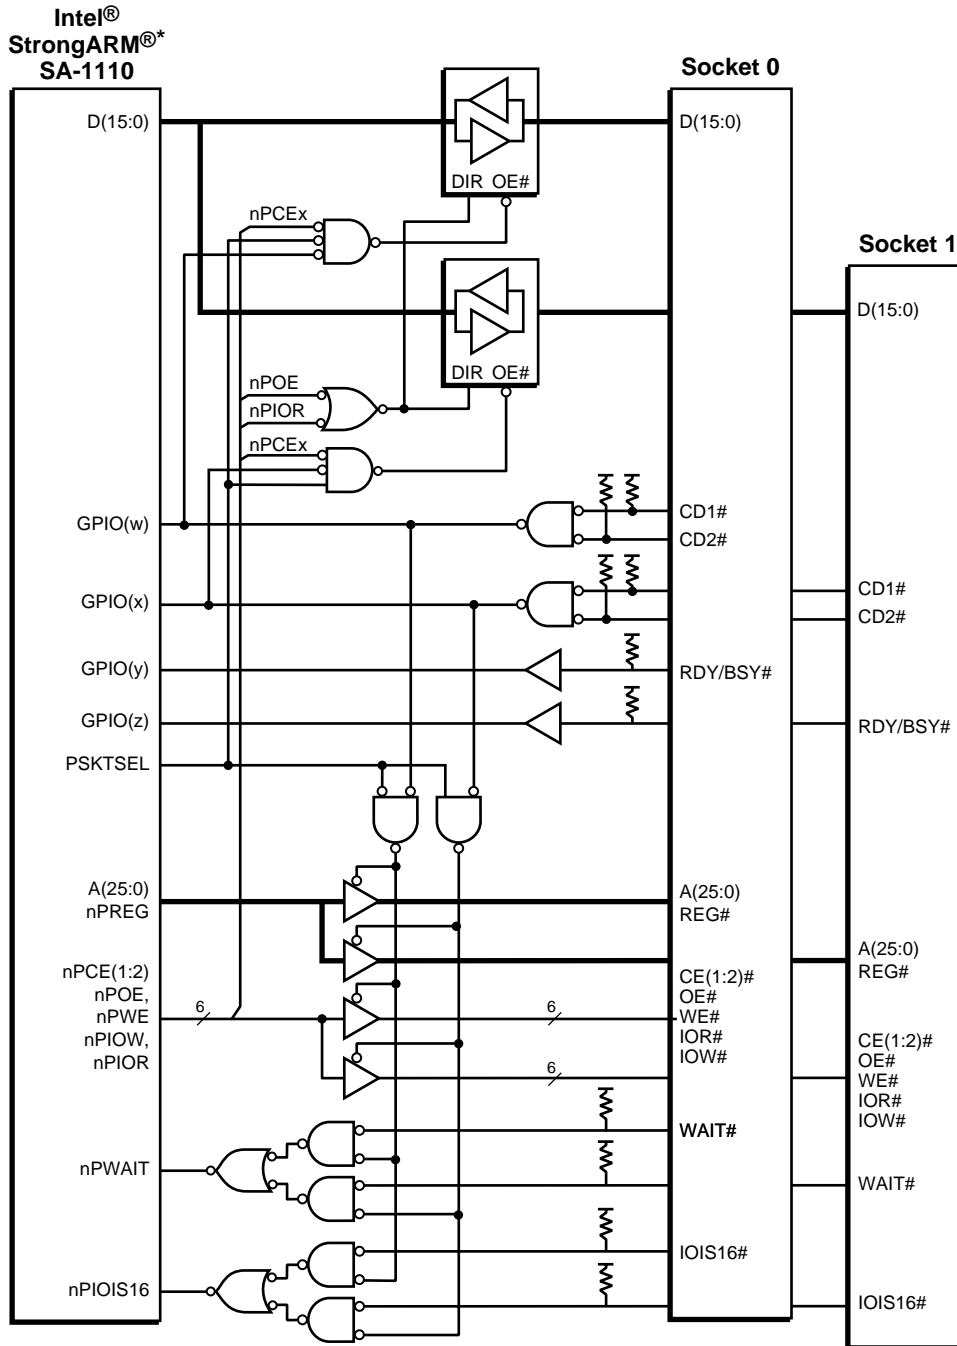 Intel®
StrongARM®*
SA-1110
Socket 0
D(15:0)
D(15:0)
DIR OE#
nPCEx
Socket 1
D(15:0)
DIR OE#
nPOE
nPIOR
nPCEx
GPIO(w)
CD1#
CD2#
GPIO(x)
CD1#
CD2#
GPIO(y)
RDY/BSY#
GPIO(z)
RDY/BSY#
PSKTSEL
A(25:0)
nPREG
A(25:0)
REG#
A(25:0)
REG#
nPCE(1:2)
nPOE,
nPWE
nPIOW,
nPIOR
6
6
6
CE(1:2)#
OE#
WE#
IOR#
IOW#
CE(1:2)#
OE#
WE#
IOR#
IOW#
WAIT#
nPWAIT
WAIT#
IOIS16#
nPIOIS16
IOIS16#